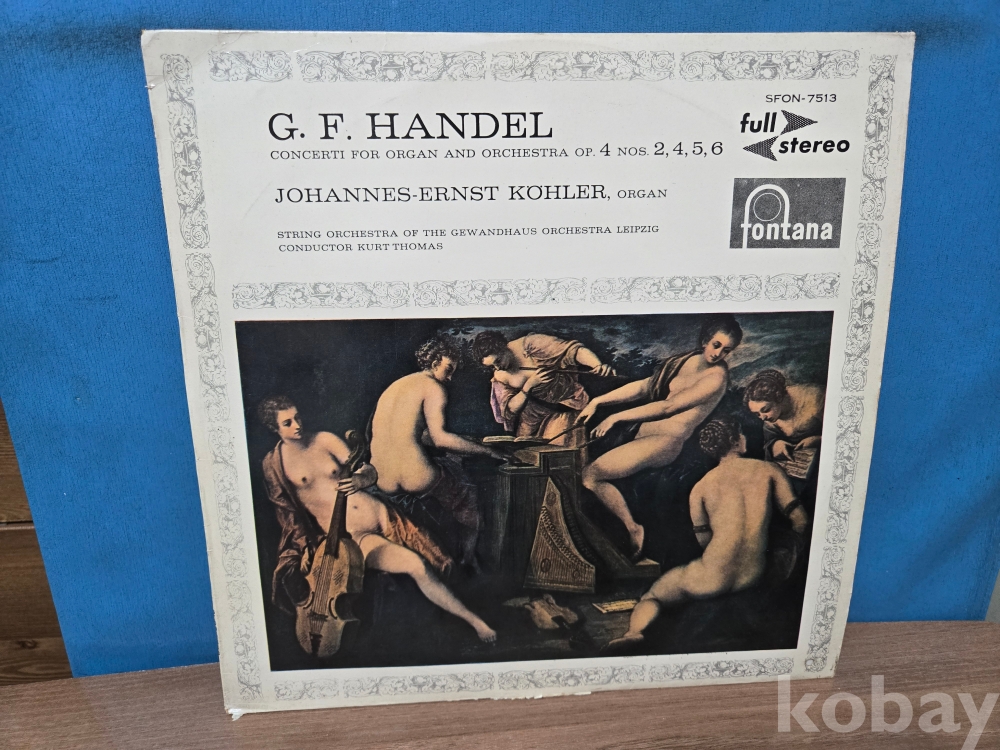 SFON-7513
full
stereo
G. F. HANDEL
CONCERTI FOR ORGAN AND ORCHESTRA OP. 4 NOS. 2, 4, 5, 6
JOHANNES-ERNST KÖHLER, ORGAN
fontana
STRING ORCHESTRA OF THE GEWANDHAUS ORCHESTRA LEIPZIG
CONDUCTOR KURT THOMAS
kobay